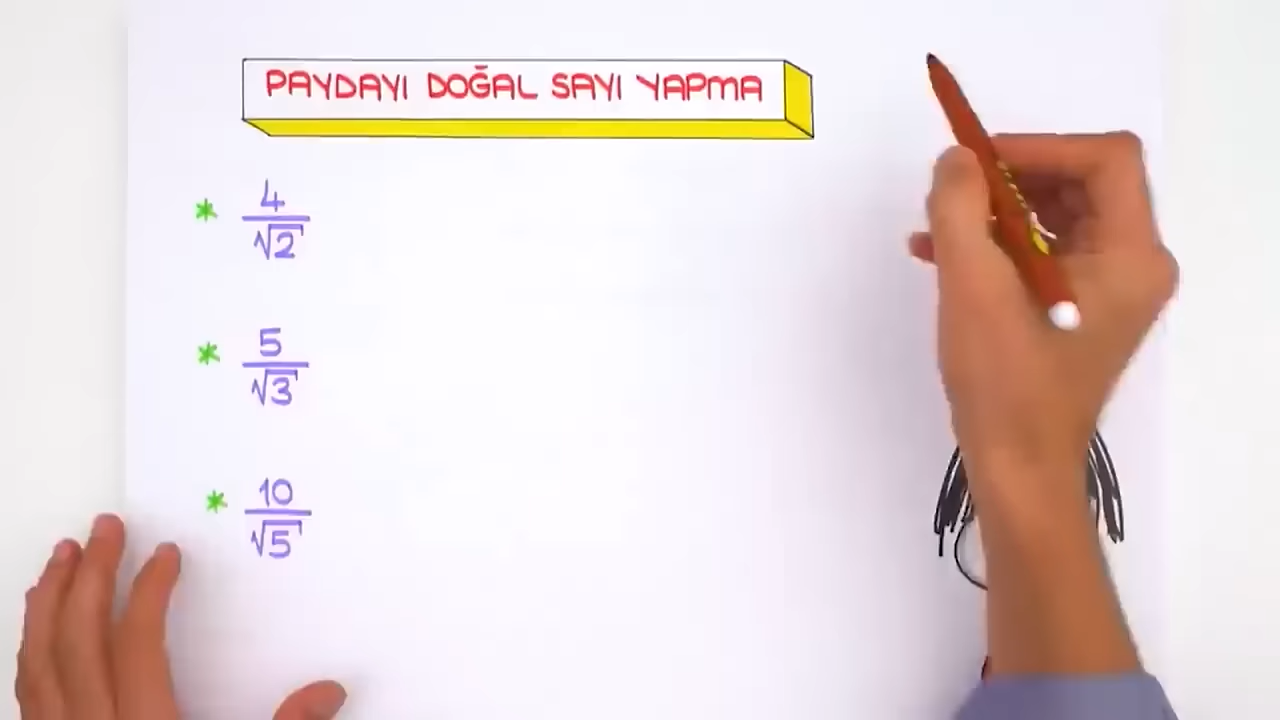 PAYDAYI DOĞAL SAYI YAPMA
* 4/√2
* 5/√3
* 10/√5